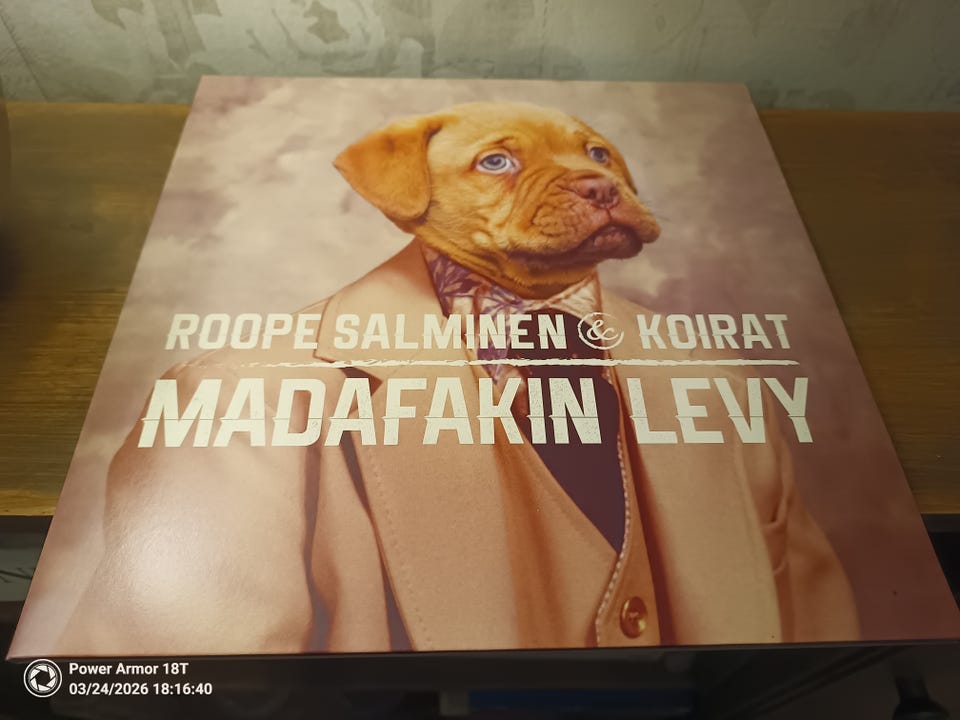 ROOPE SALMINEN & KOIRAT
MADAFAKIN LEVY
Power Armor 18T
03/24/2026 18:16:40